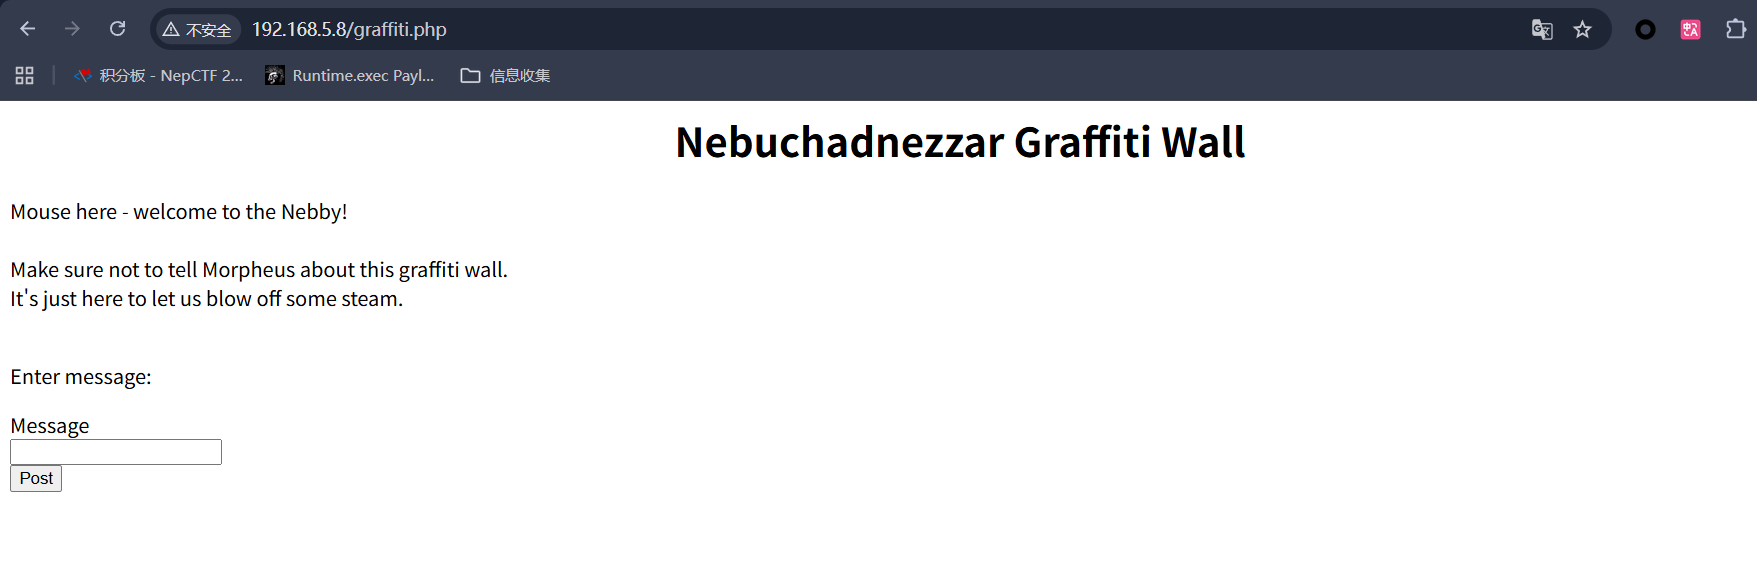 不安全 192.168.5.8/graffiti.php
积分板 - NepCTF 2... Runtime.exec Payl... 信息收集
Nebuchadnezzar Graffiti Wall
Mouse here - welcome to the Nebby!
Make sure not to tell Morpheus about this graffiti wall.
It's just here to let us blow off some steam.
Enter message:
Message
Post